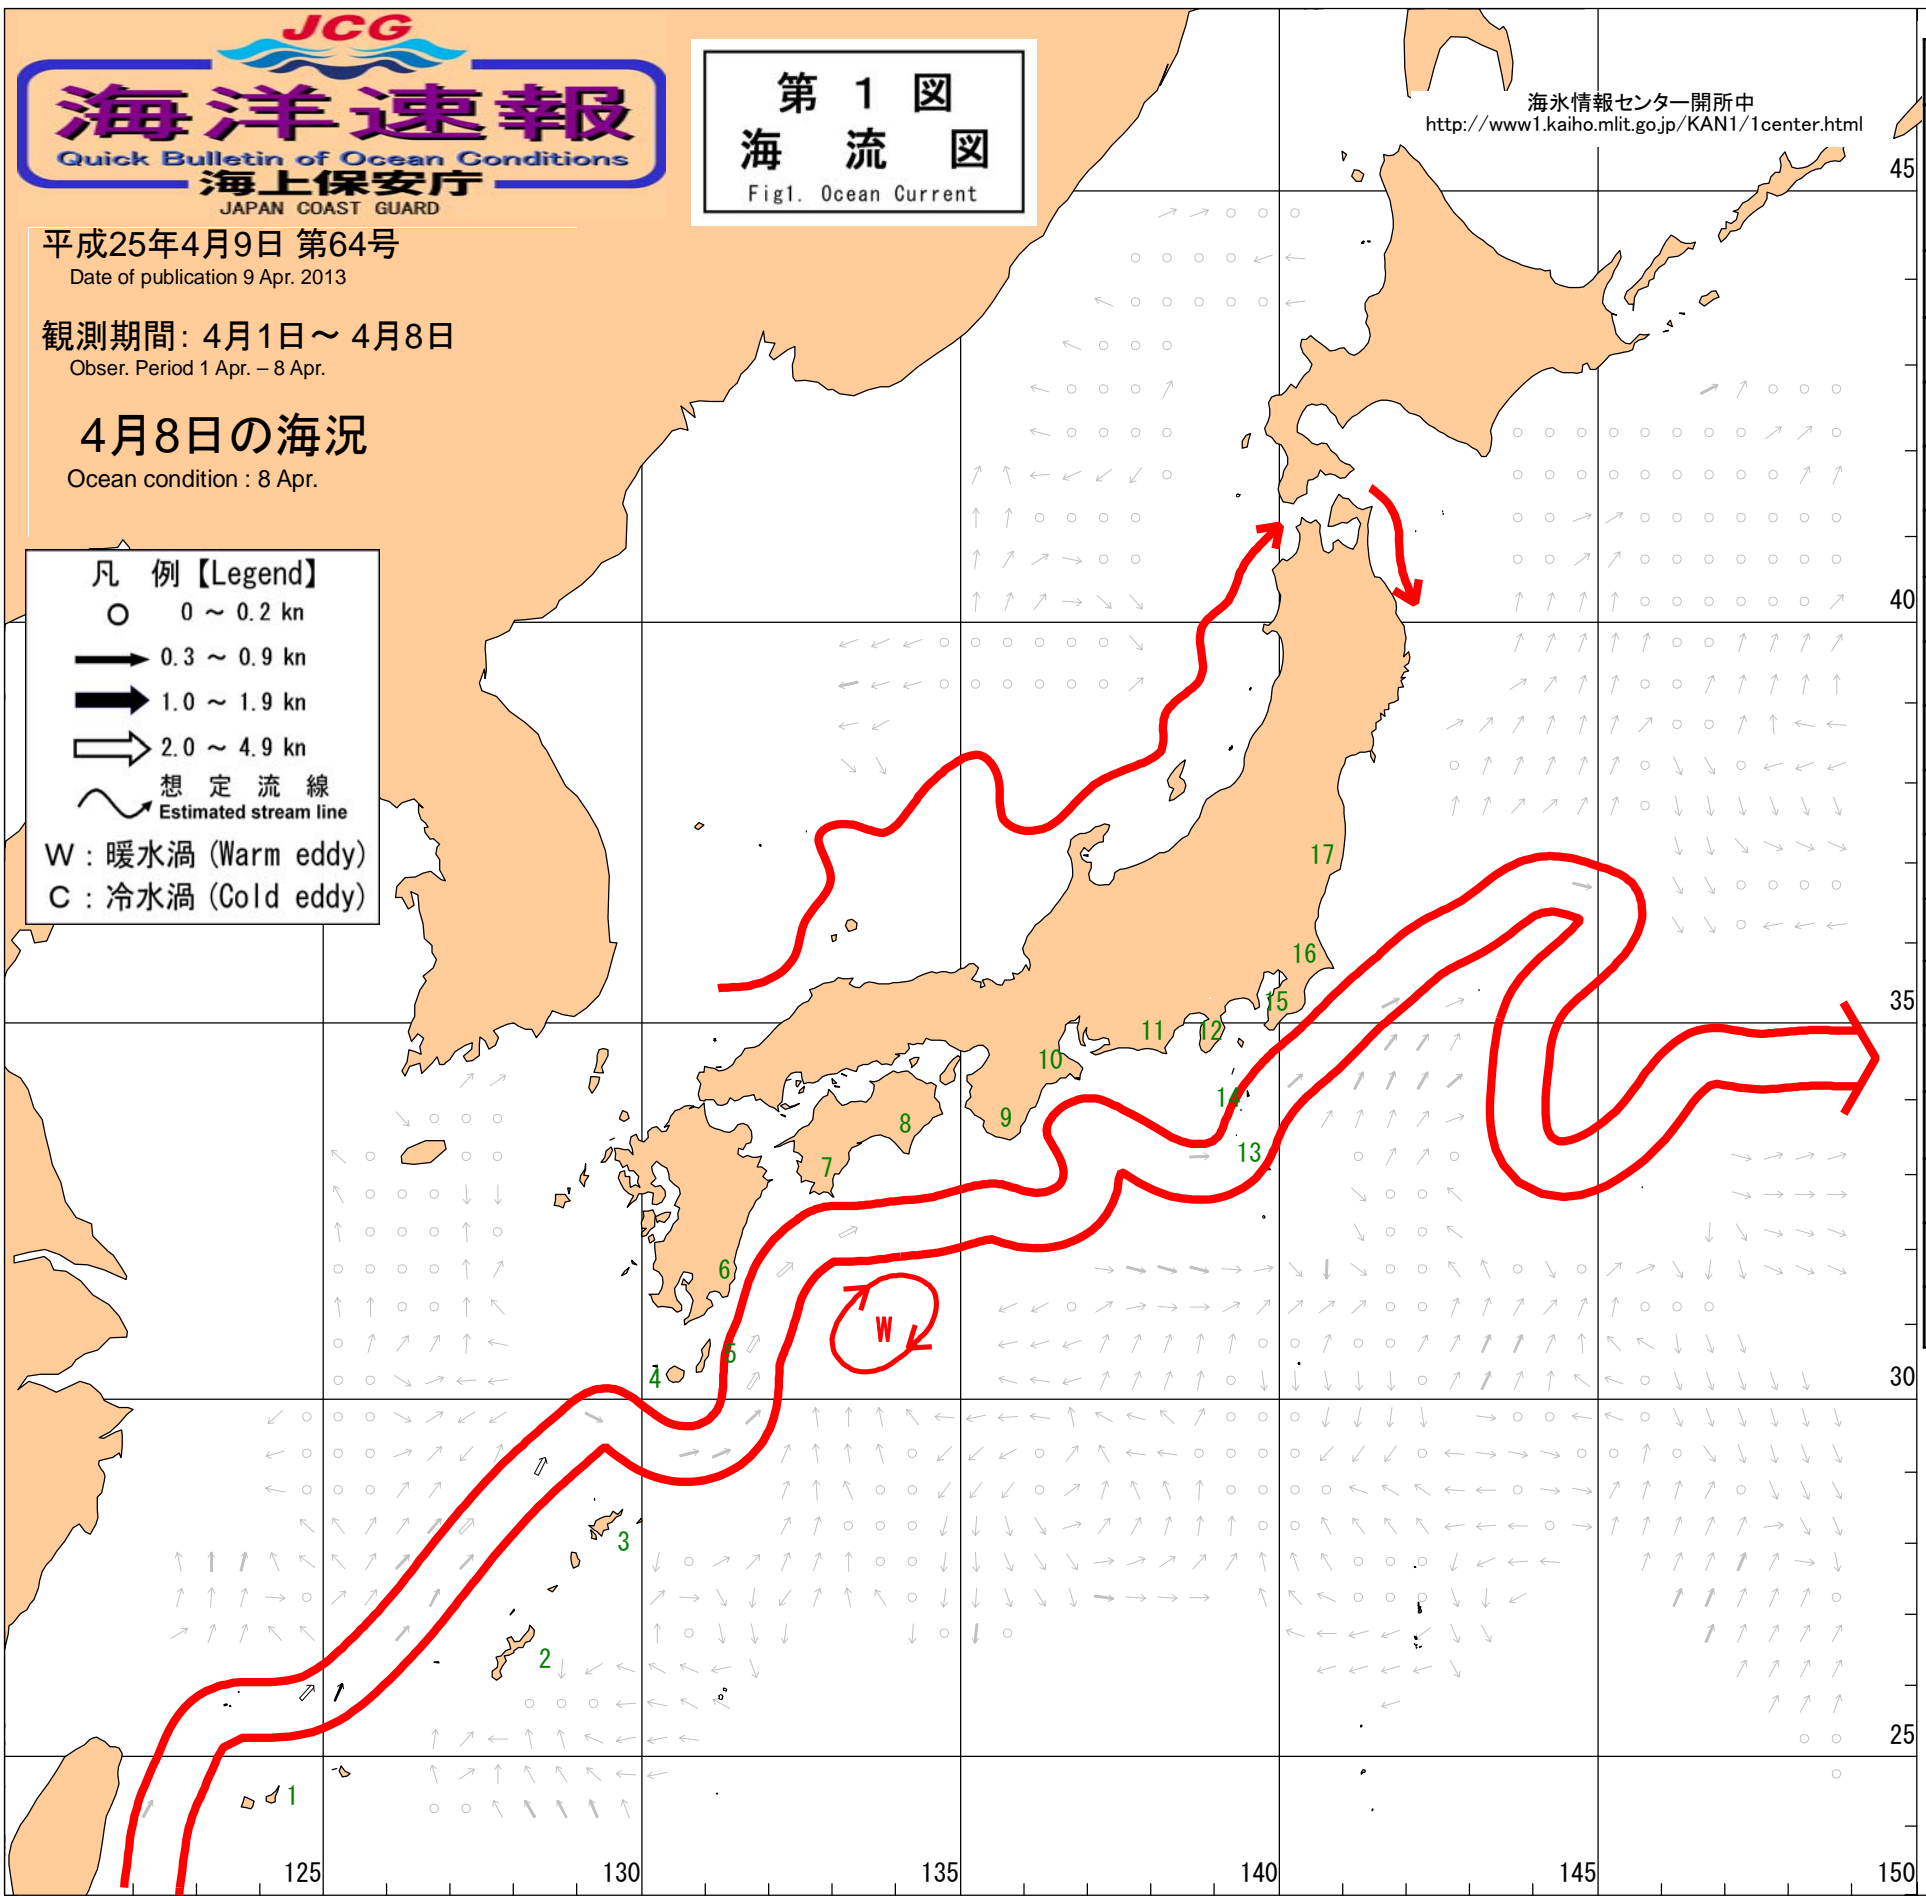 JCG
海洋速報
Quick Bulletin of Ocean Conditions
海上保安庁
JAPAN COAST GUARD
第 1 図
海 流 図
Fig1. Ocean Current
海氷情報センター開所中
http://www1.kaiho.mlit.go.jp/KAN1/1center.html
平成25年4月9日 第64号
Date of publication 9 Apr. 2013
観測期間: 4月1日～ 4月8日
Obser. Period 1 Apr. – 8 Apr.
4月8日の海況
Ocean condition : 8 Apr.
凡 例【Legend】
0 ～ 0.2 kn
0.3 ～ 0.9 kn
1.0 ～ 1.9 kn
2.0 ～ 4.9 kn
想 定 流 線
Estimated stream line
W : 暖水渦 (Warm eddy)
C : 冷水渦 (Cold eddy)
45
40
35
30
25
17
16
15
12
11
10
14
9
8
13
7
6
W
5
4
3
2
1
125
130
135
140
145
150